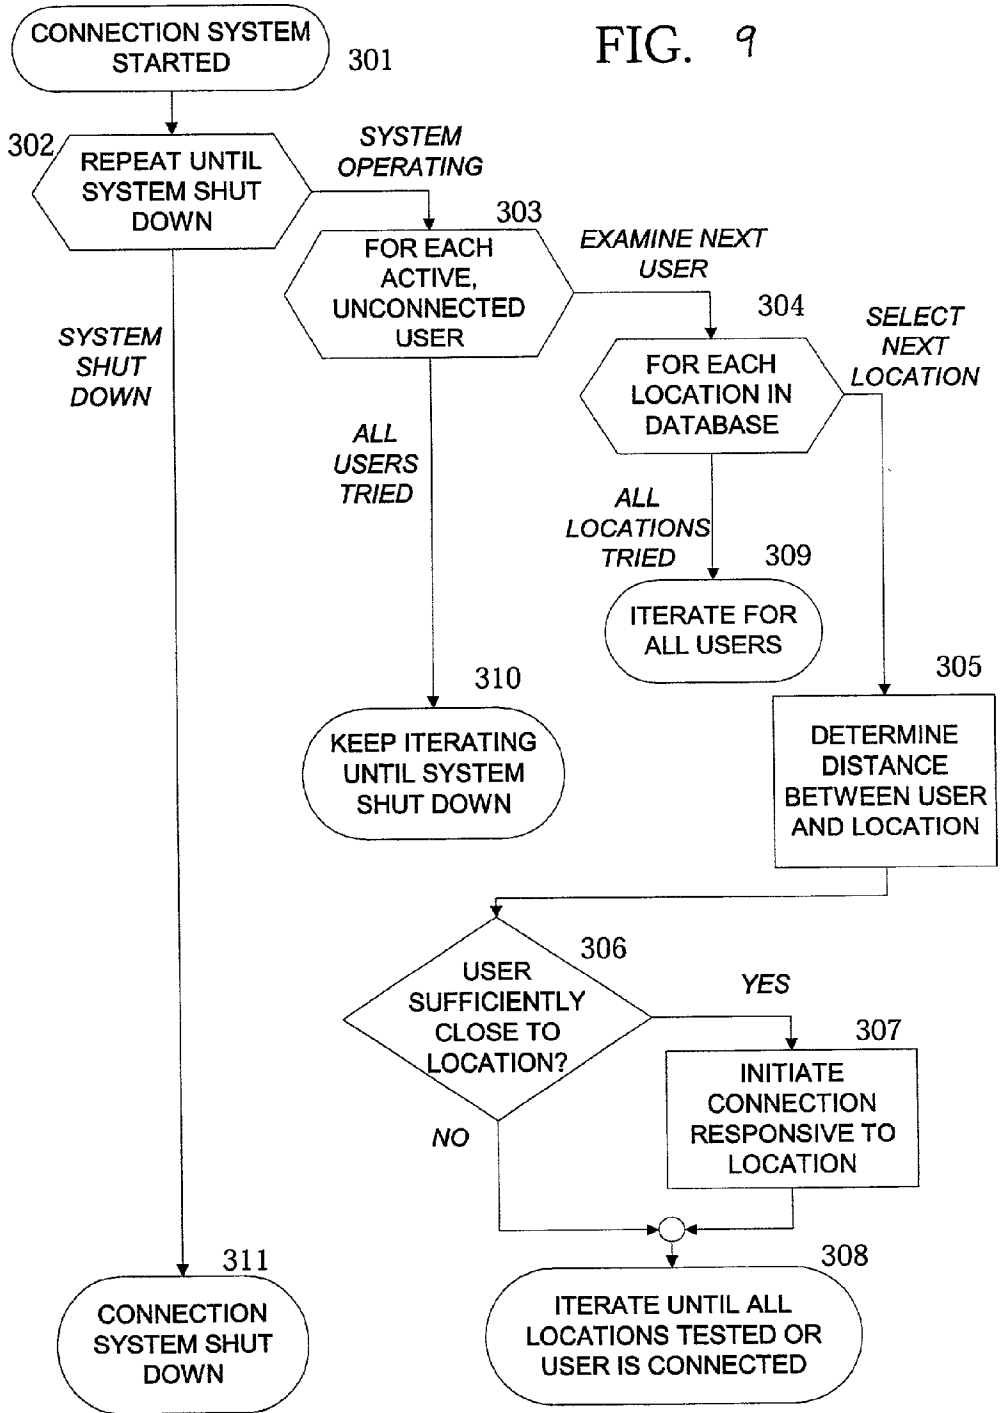 FIG. 9
CONNECTION SYSTEM
STARTED
301
302
REPEAT UNTIL
SYSTEM SHUT
DOWN
SYSTEM
OPERATING
303
FOR EACH
ACTIVE,
UNCONNECTED
USER
EXAMINE NEXT
USER
304
FOR EACH
LOCATION IN
DATABASE
SELECT
NEXT
LOCATION
SYSTEM
SHUT
DOWN
ALL
USERS
TRIED
ALL
LOCATIONS
TRIED
309
ITERATE FOR
ALL USERS
305
DETERMINE
DISTANCE
BETWEEN USER
AND LOCATION
310
KEEP ITERATING
UNTIL SYSTEM
SHUT DOWN
306
USER
SUFFICIENTLY
CLOSE TO
LOCATION?
YES
307
INITIATE
CONNECTION
RESPONSIVE TO
LOCATION
NO
308
ITERATE UNTIL ALL
LOCATIONS TESTED OR
USER IS CONNECTED
311
CONNECTION
SYSTEM SHUT
DOWN